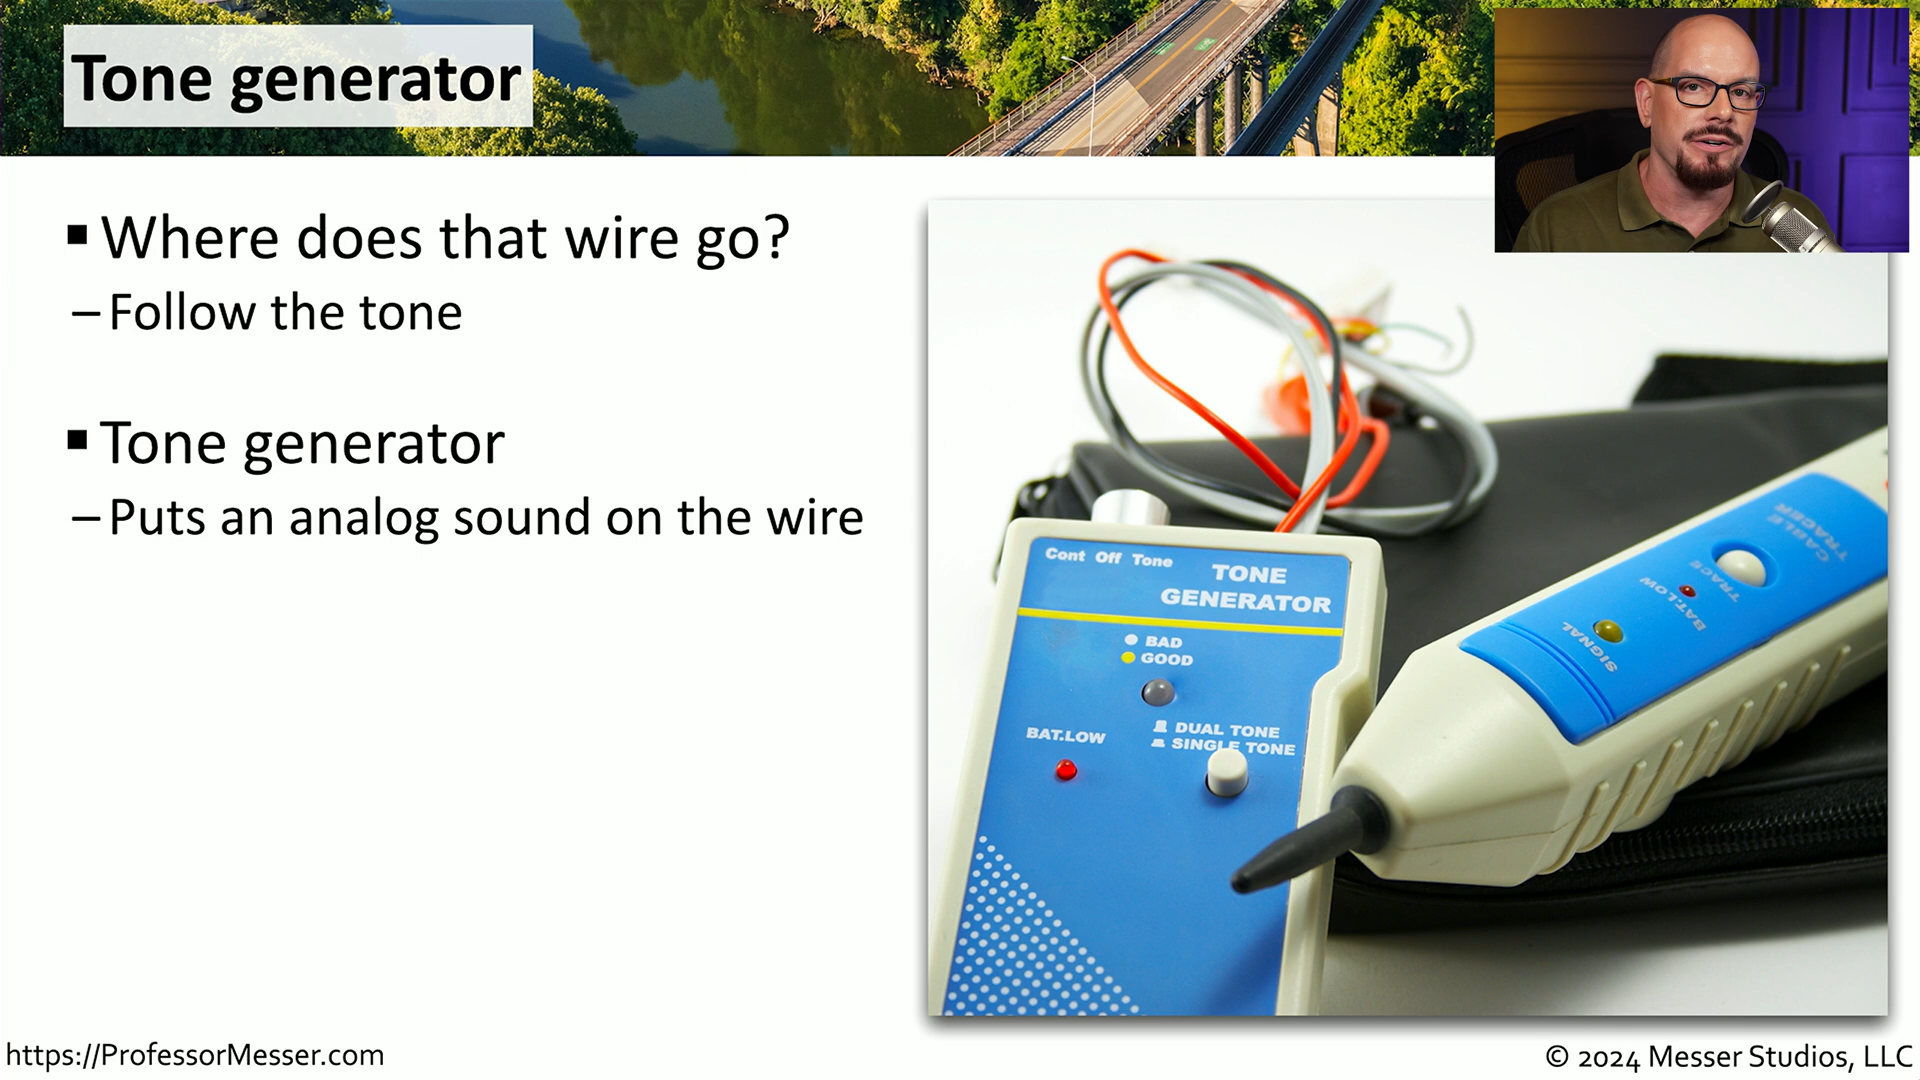 Tone generator
▪ Where does that wire go?
– Follow the tone
▪ Tone generator
– Puts an analog sound on the wire
Cont Off Tone
TONE
GENERATOR
BAD
GOOD
DUAL TONE
SINGLE TONE
BAT.LOW
CABLE
TRACER
TRACE
BAT.LOW
SIGNAL
https://ProfessorMesser.com
© 2024 Messer Studios, LLC